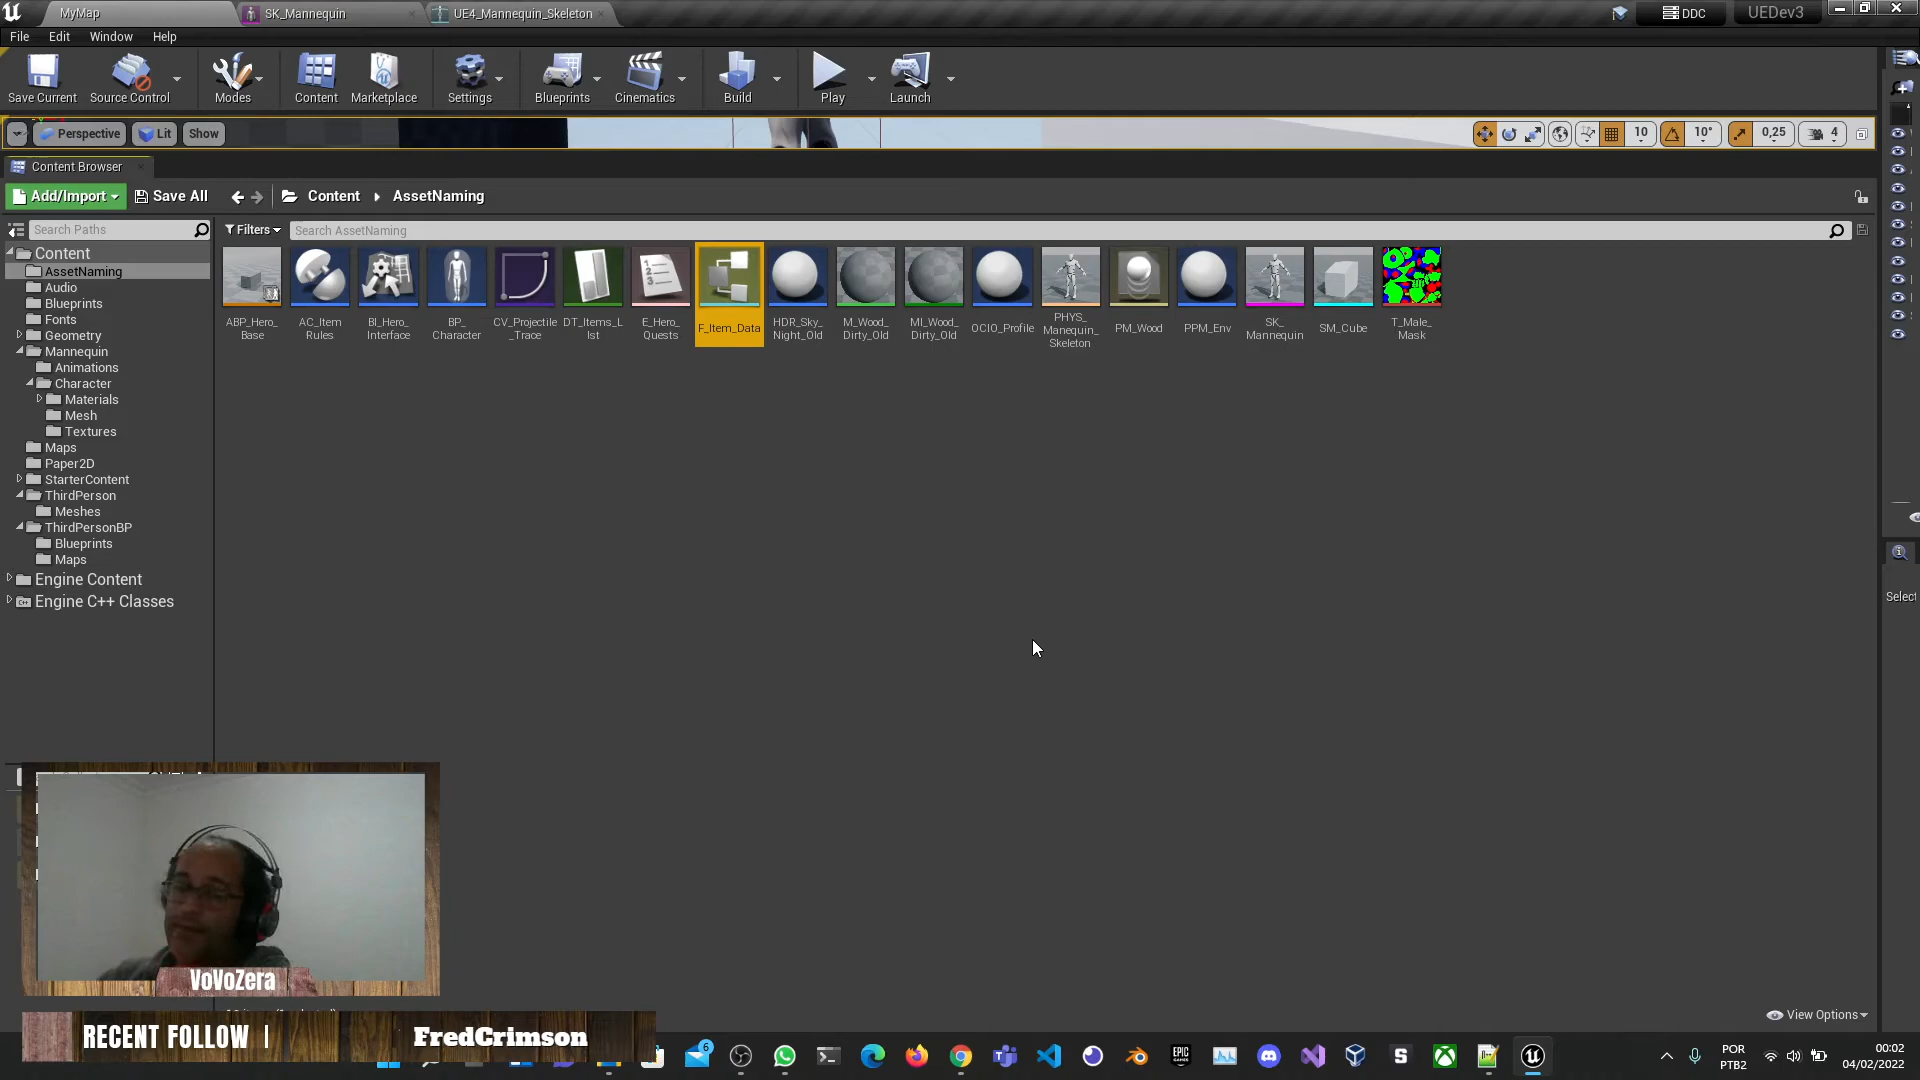 MyMap
SK_Mannequin
UE4_Mannequin_Skeleton
DDC
UEDev3
File
Edit
Window
Help
Save Current
Source Control
Modes
Content
Marketplace
Settings
Blueprints
Cinematics
Build
Play
Launch
Perspective
Lit
Show
10
10°
0,25
4
Content Browser
Add/Import
Save All
Content
AssetNaming
Search Paths
Filters
Search AssetNaming
Content
AssetNaming
Audio
Blueprints
Fonts
Geometry
Mannequin
Animations
Character
Materials
Mesh
Textures
Maps
Paper2D
StarterContent
ThirdPerson
Meshes
ThirdPersonBP
Blueprints
Maps
Engine Content
Engine C++ Classes
ABP_Hero_
Base
AC_Item
Rules
BI_Hero_
Interface
BP_
Character
CV_Projectile
_Trace
DT_Items_L
ist
E_Hero_
Quests
F_Item_Data
HDR_Sky_
Night_Old
M_Wood_
Dirty_Old
MI_Wood_
Dirty_Old
OCIO_Profile
PHYS_
Manequin_
Skeleton
PM_Wood
PPM_Env
SK_
Mannequin
SM_Cube
T_Male_
Mask
Select
View Options
VoVoZera
RECENT FOLLOW |
FredCrimson
6
POR
PTB2
00:02
04/02/2022